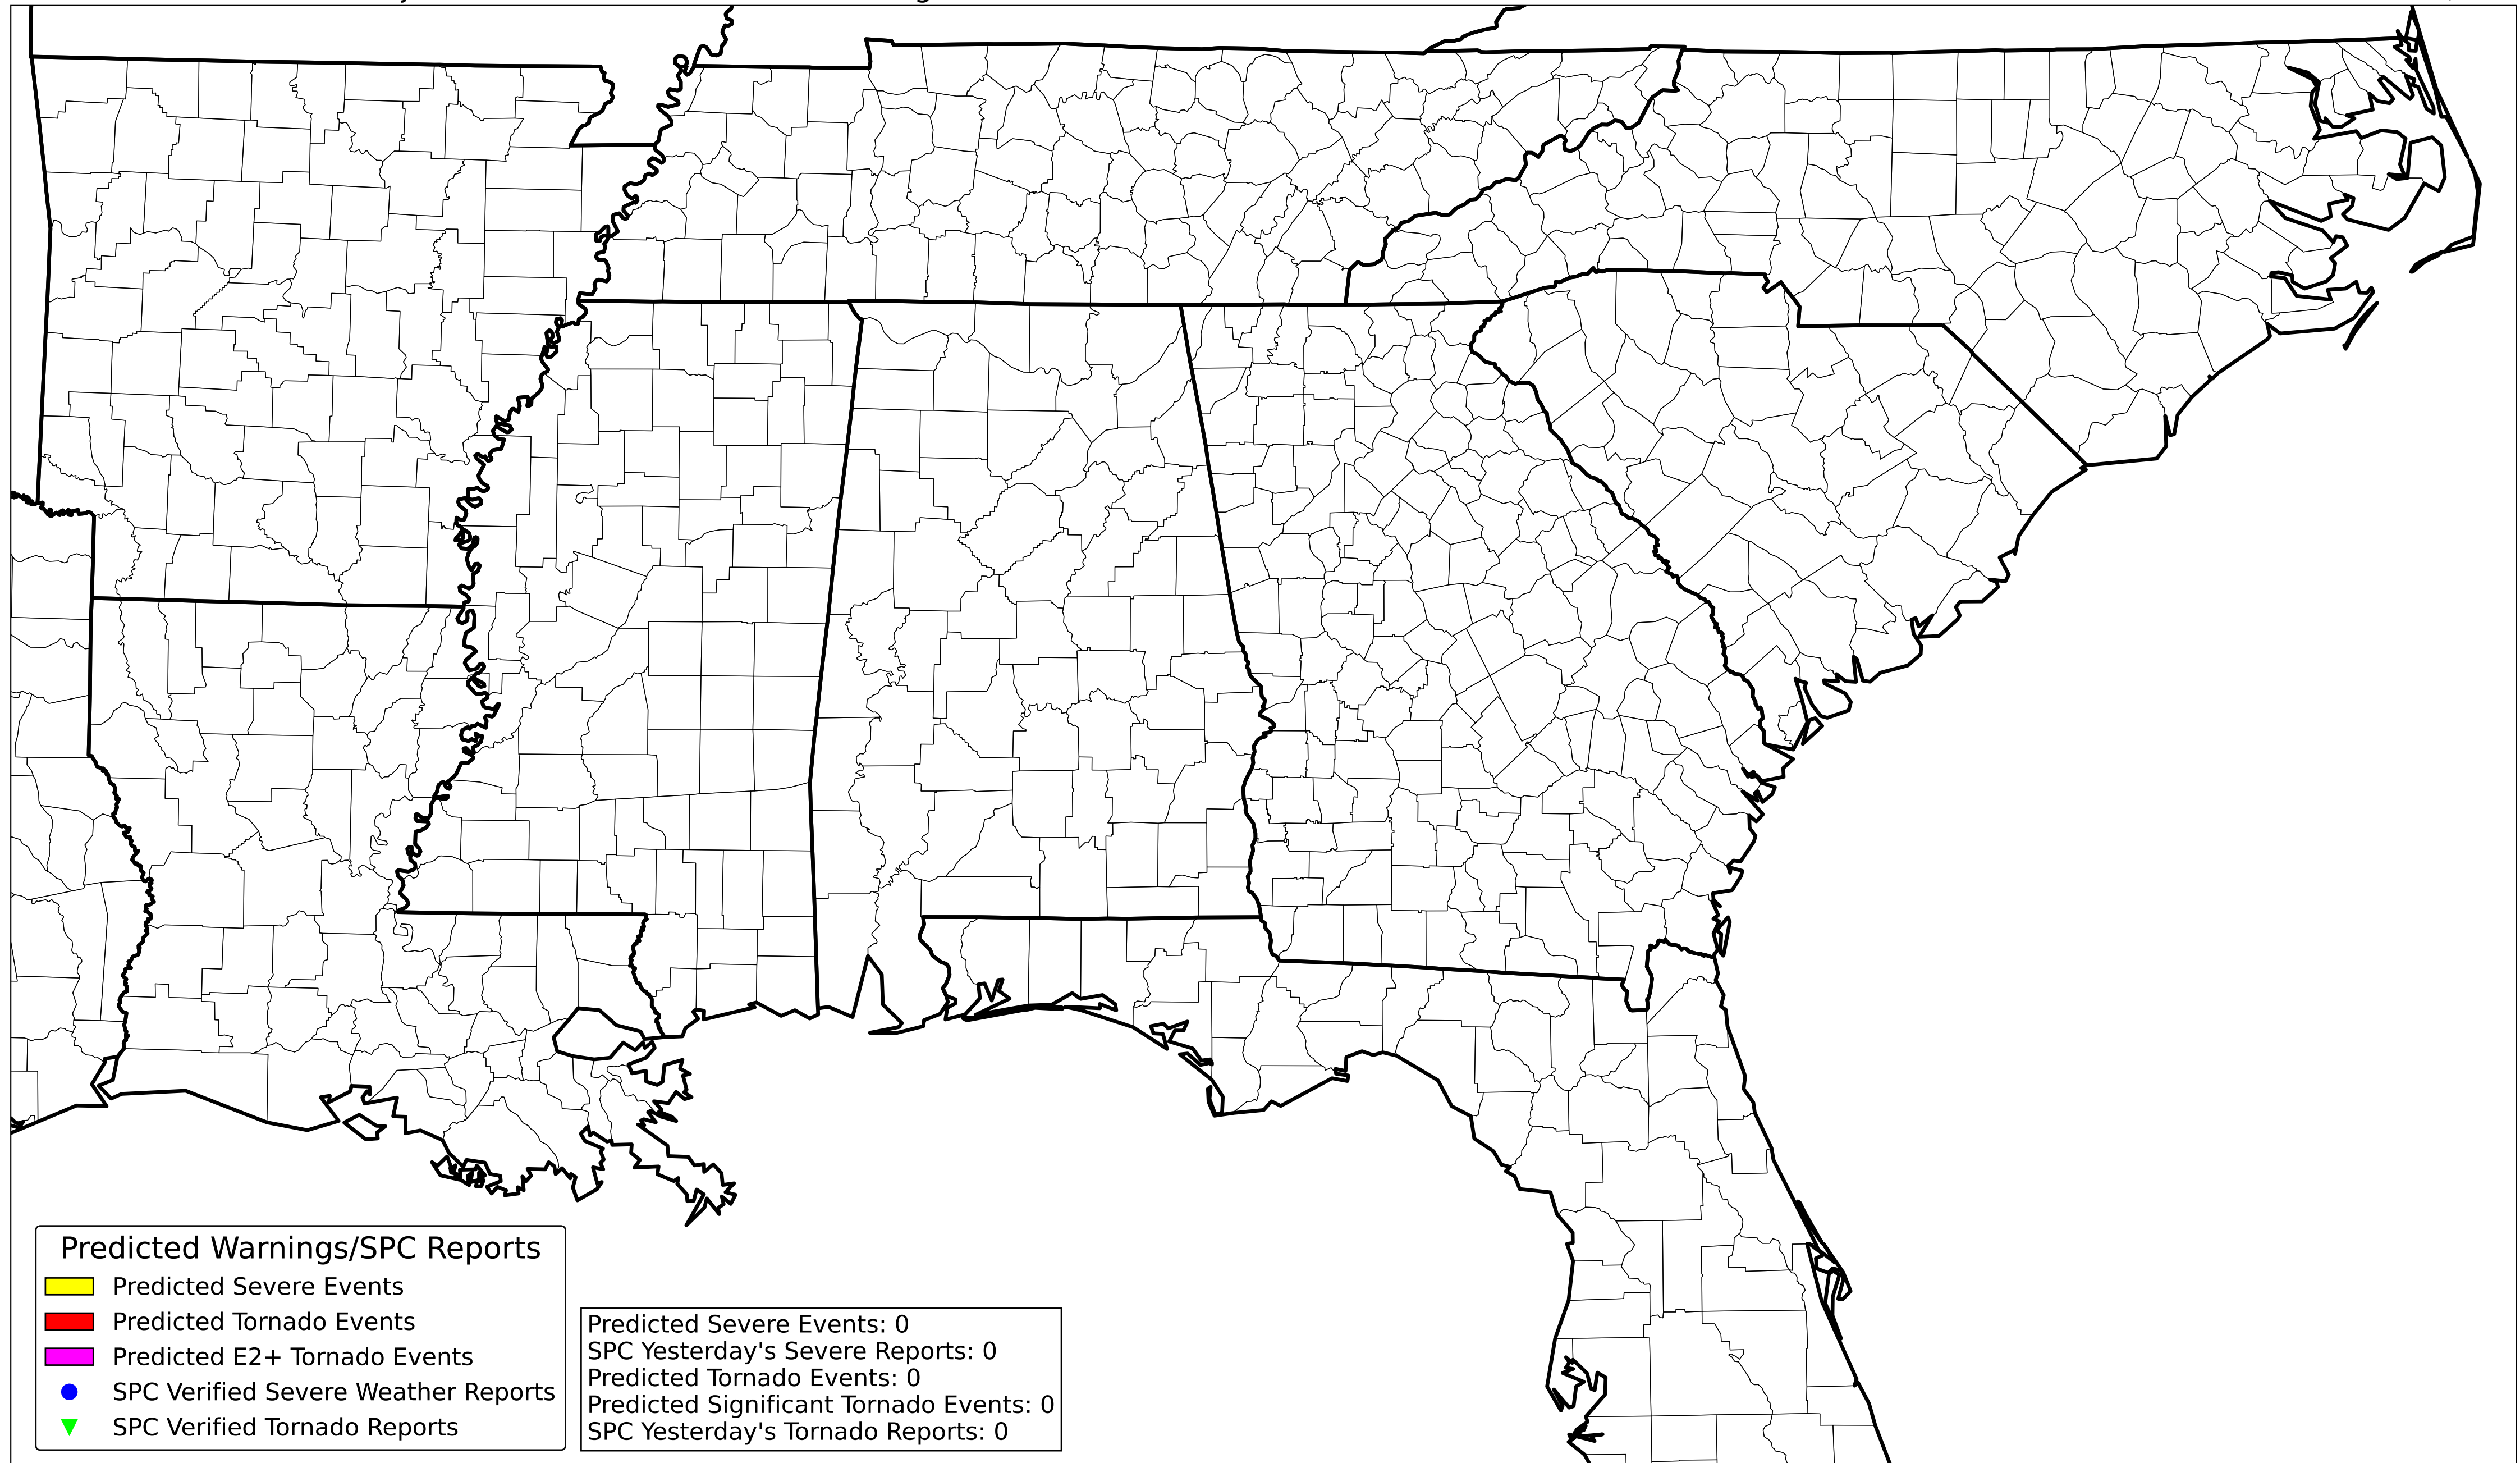 Predicted Warnings/SPC Reports
Predicted Severe Events
Predicted Tornado Events
Predicted E2+ Tornado Events
SPC Verified Severe Weather Reports
SPC Verified Tornado Reports
Predicted Severe Events: 0
SPC Yesterday's Severe Reports: 0
Predicted Tornado Events: 0
Predicted Significant Tornado Events: 0
SPC Yesterday's Tornado Reports: 0